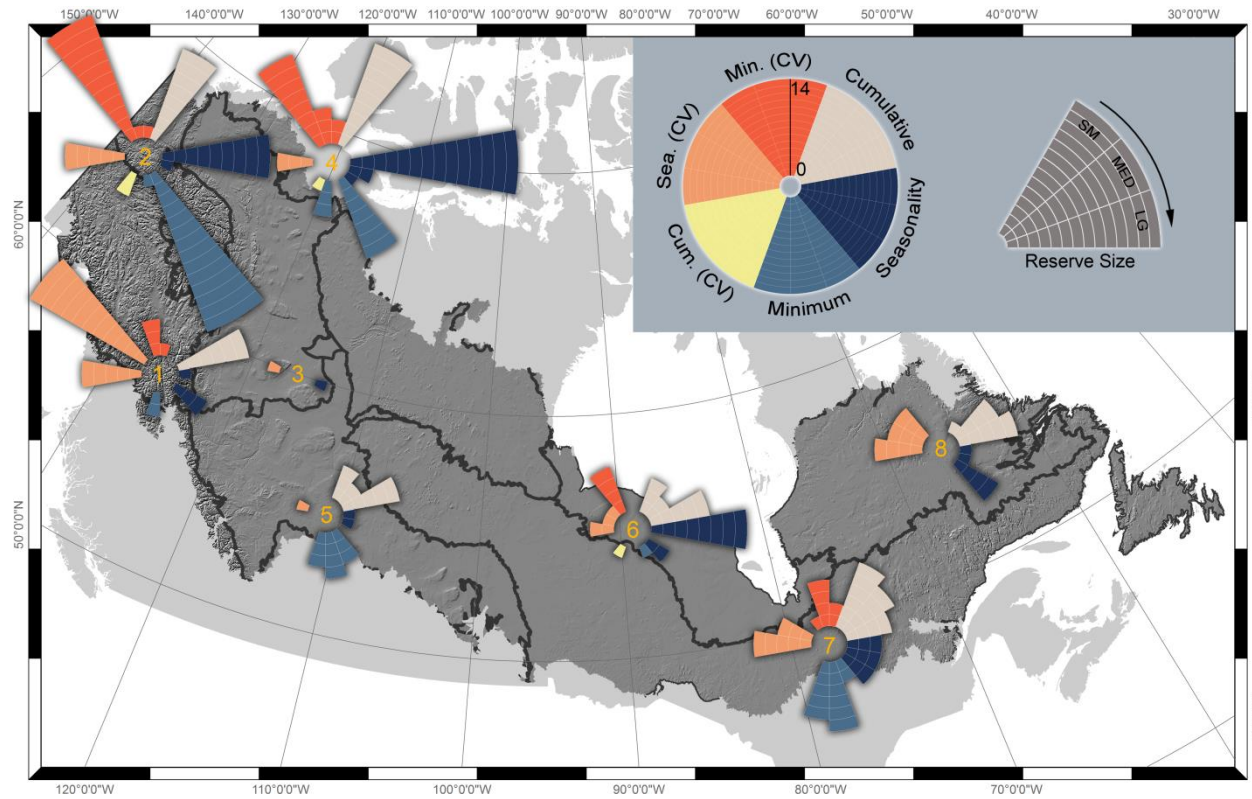 150°0'0"W 140°0'0"W 130°0'0"W 120°0'0"W 110°0'0"W 100°0'0"W 90°0'0"W 80°0'0"W 70°0'0"W 60°0'0"W 50°0'0"W 40°0'0"W 30°0'0"W
60°0'0"N
50°0'0"N
Min. (CV)
Cumulative
Sea. (CV)
14
0
Cum. (CV)
Seasonality
Minimum
SM
MED
LG
Reserve Size
2
4
1
3
5
6
8
7
120°0'0"W 110°0'0"W 100°0'0"W 90°0'0"W 80°0'0"W 70°0'0"W